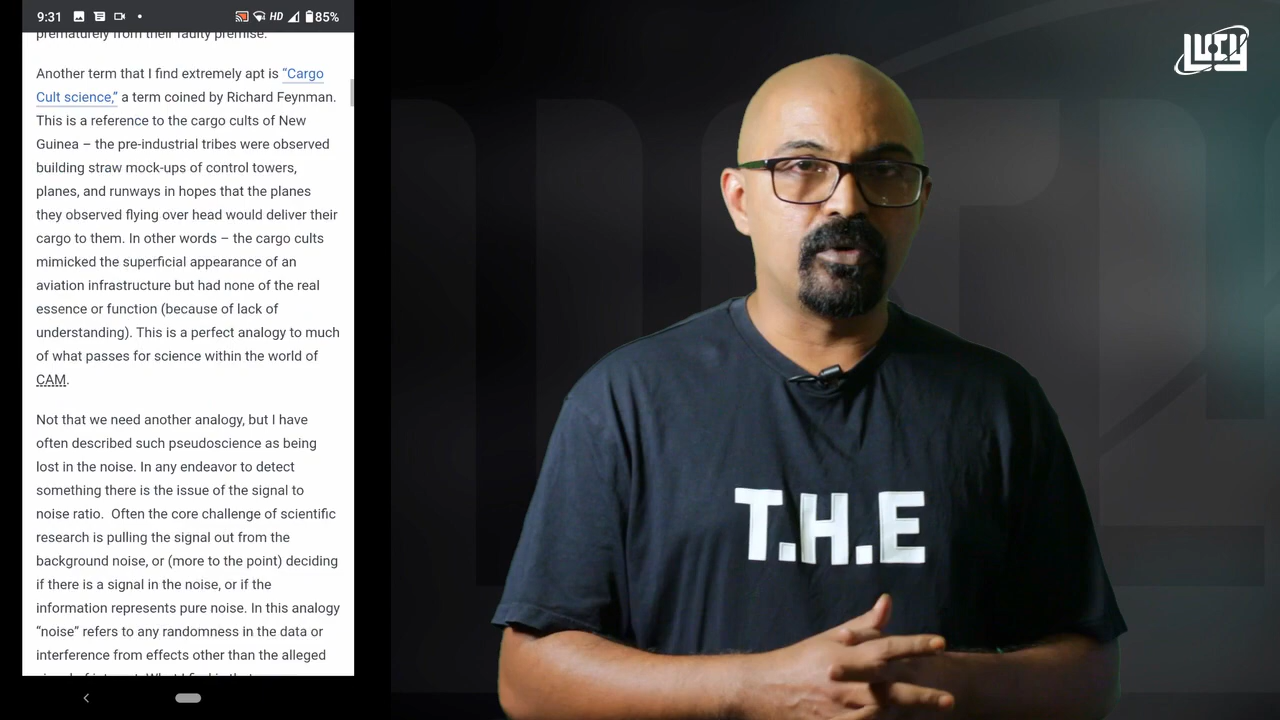 9:31
HD
85%
prematurely from their faulty premise.
Another term that I find extremely apt is “Cargo
Cult science,” a term coined by Richard Feynman.
This is a reference to the cargo cults of New
Guinea – the pre-industrial tribes were observed
building straw mock-ups of control towers,
planes, and runways in hopes that the planes
they observed flying over head would deliver their
cargo to them. In other words – the cargo cults
mimicked the superficial appearance of an
aviation infrastructure but had none of the real
essence or function (because of lack of
understanding). This is a perfect analogy to much
of what passes for science within the world of
CAM.
Not that we need another analogy, but I have
often described such pseudoscience as being
lost in the noise. In any endeavor to detect
something there is the issue of the signal to
noise ratio.  Often the core challenge of scientific
research is pulling the signal out from the
background noise, or (more to the point) deciding
if there is a signal in the noise, or if the
information represents pure noise. In this analogy
“noise” refers to any randomness in the data or
interference from effects other than the alleged
LUCY
T.H.E